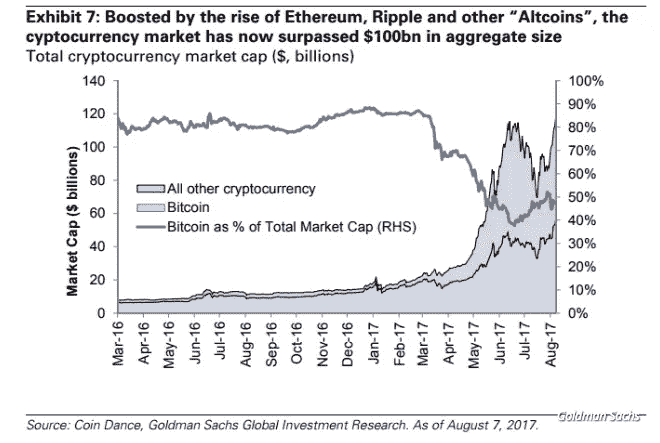 Exhibit 7: Boosted by the rise of Ethereum, Ripple and other “Altcoins”, the
cyptocurrency market has now surpassed $100bn in aggregate size
Total cryptocurrency market cap ($, billions)
140
120
100
80
60
40
20
0
Market Cap ($ billions)
All other cryptocurrency
Bitcoin
Bitcoin as % of Total Market Cap (RHS)
100%
90%
80%
70%
60%
50%
40%
30%
20%
10%
0%
Mar-16
Apr-16
May-16
Jun-16
Jul-16
Aug-16
Sep-16
Oct-16
Nov-16
Dec-16
Jan-17
Feb-17
Mar-17
Apr-17
May-17
Jun-17
Jul-17
Aug-17
Source: Coin Dance, Goldman Sachs Global Investment Research. As of August 7, 2017.
Goldman Sachs